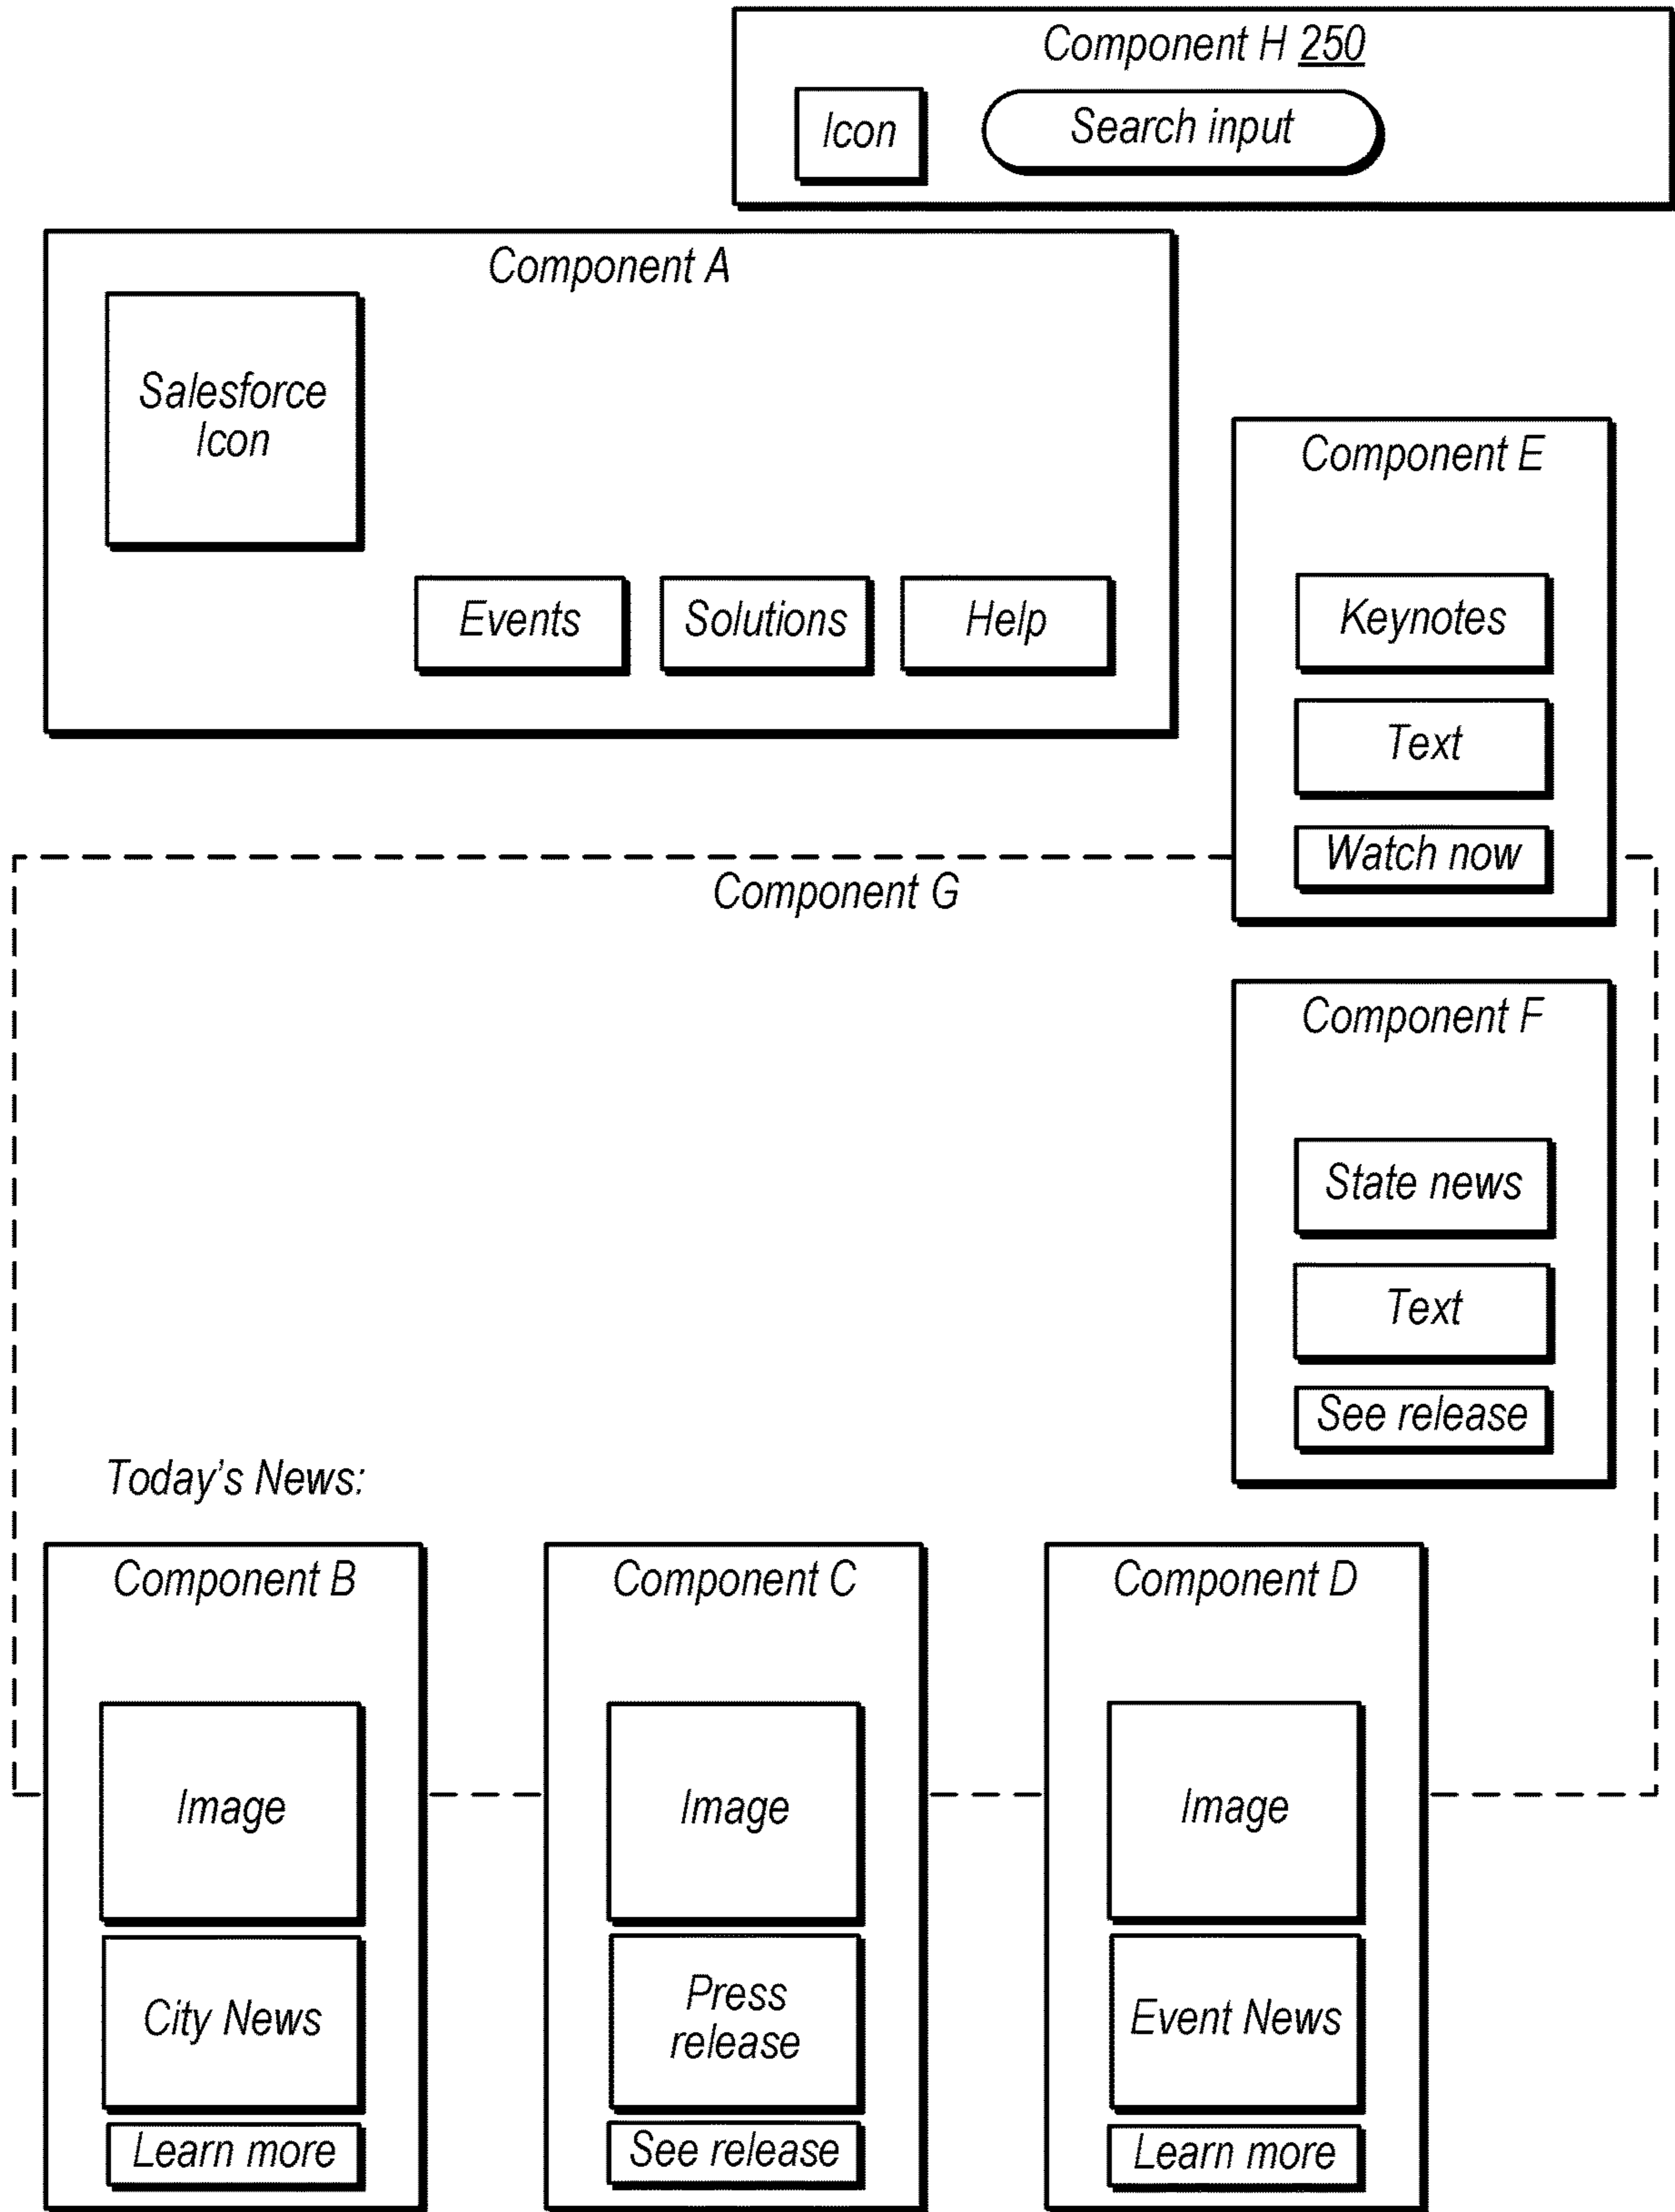 Component H 250
Icon
Search input
Component A
Salesforce
Icon
Events
Solutions
Help
Component E
Keynotes
Text
Watch now
Component G
Component F
State news
Text
See release
Today's News:
Component B
Image
City News
Learn more
Component C
Image
Press
release
See release
Component D
Image
Event News
Learn more